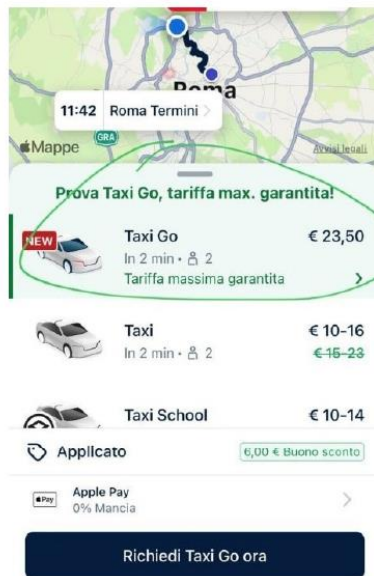 Roma
11:42 Roma Termini
GRA
Mappe
Avvisi legali
Prova Taxi Go, tariffa max. garantita!
NEW
Taxi Go € 23,50
In 2 min • 2
Tariffa massima garantita
Taxi € 10-16
In 2 min • 2 € 15-23
Taxi School € 10-14
Applicato 6,00 € Buono sconto
Pay Apple Pay
0% Mancia
Richiedi Taxi Go ora